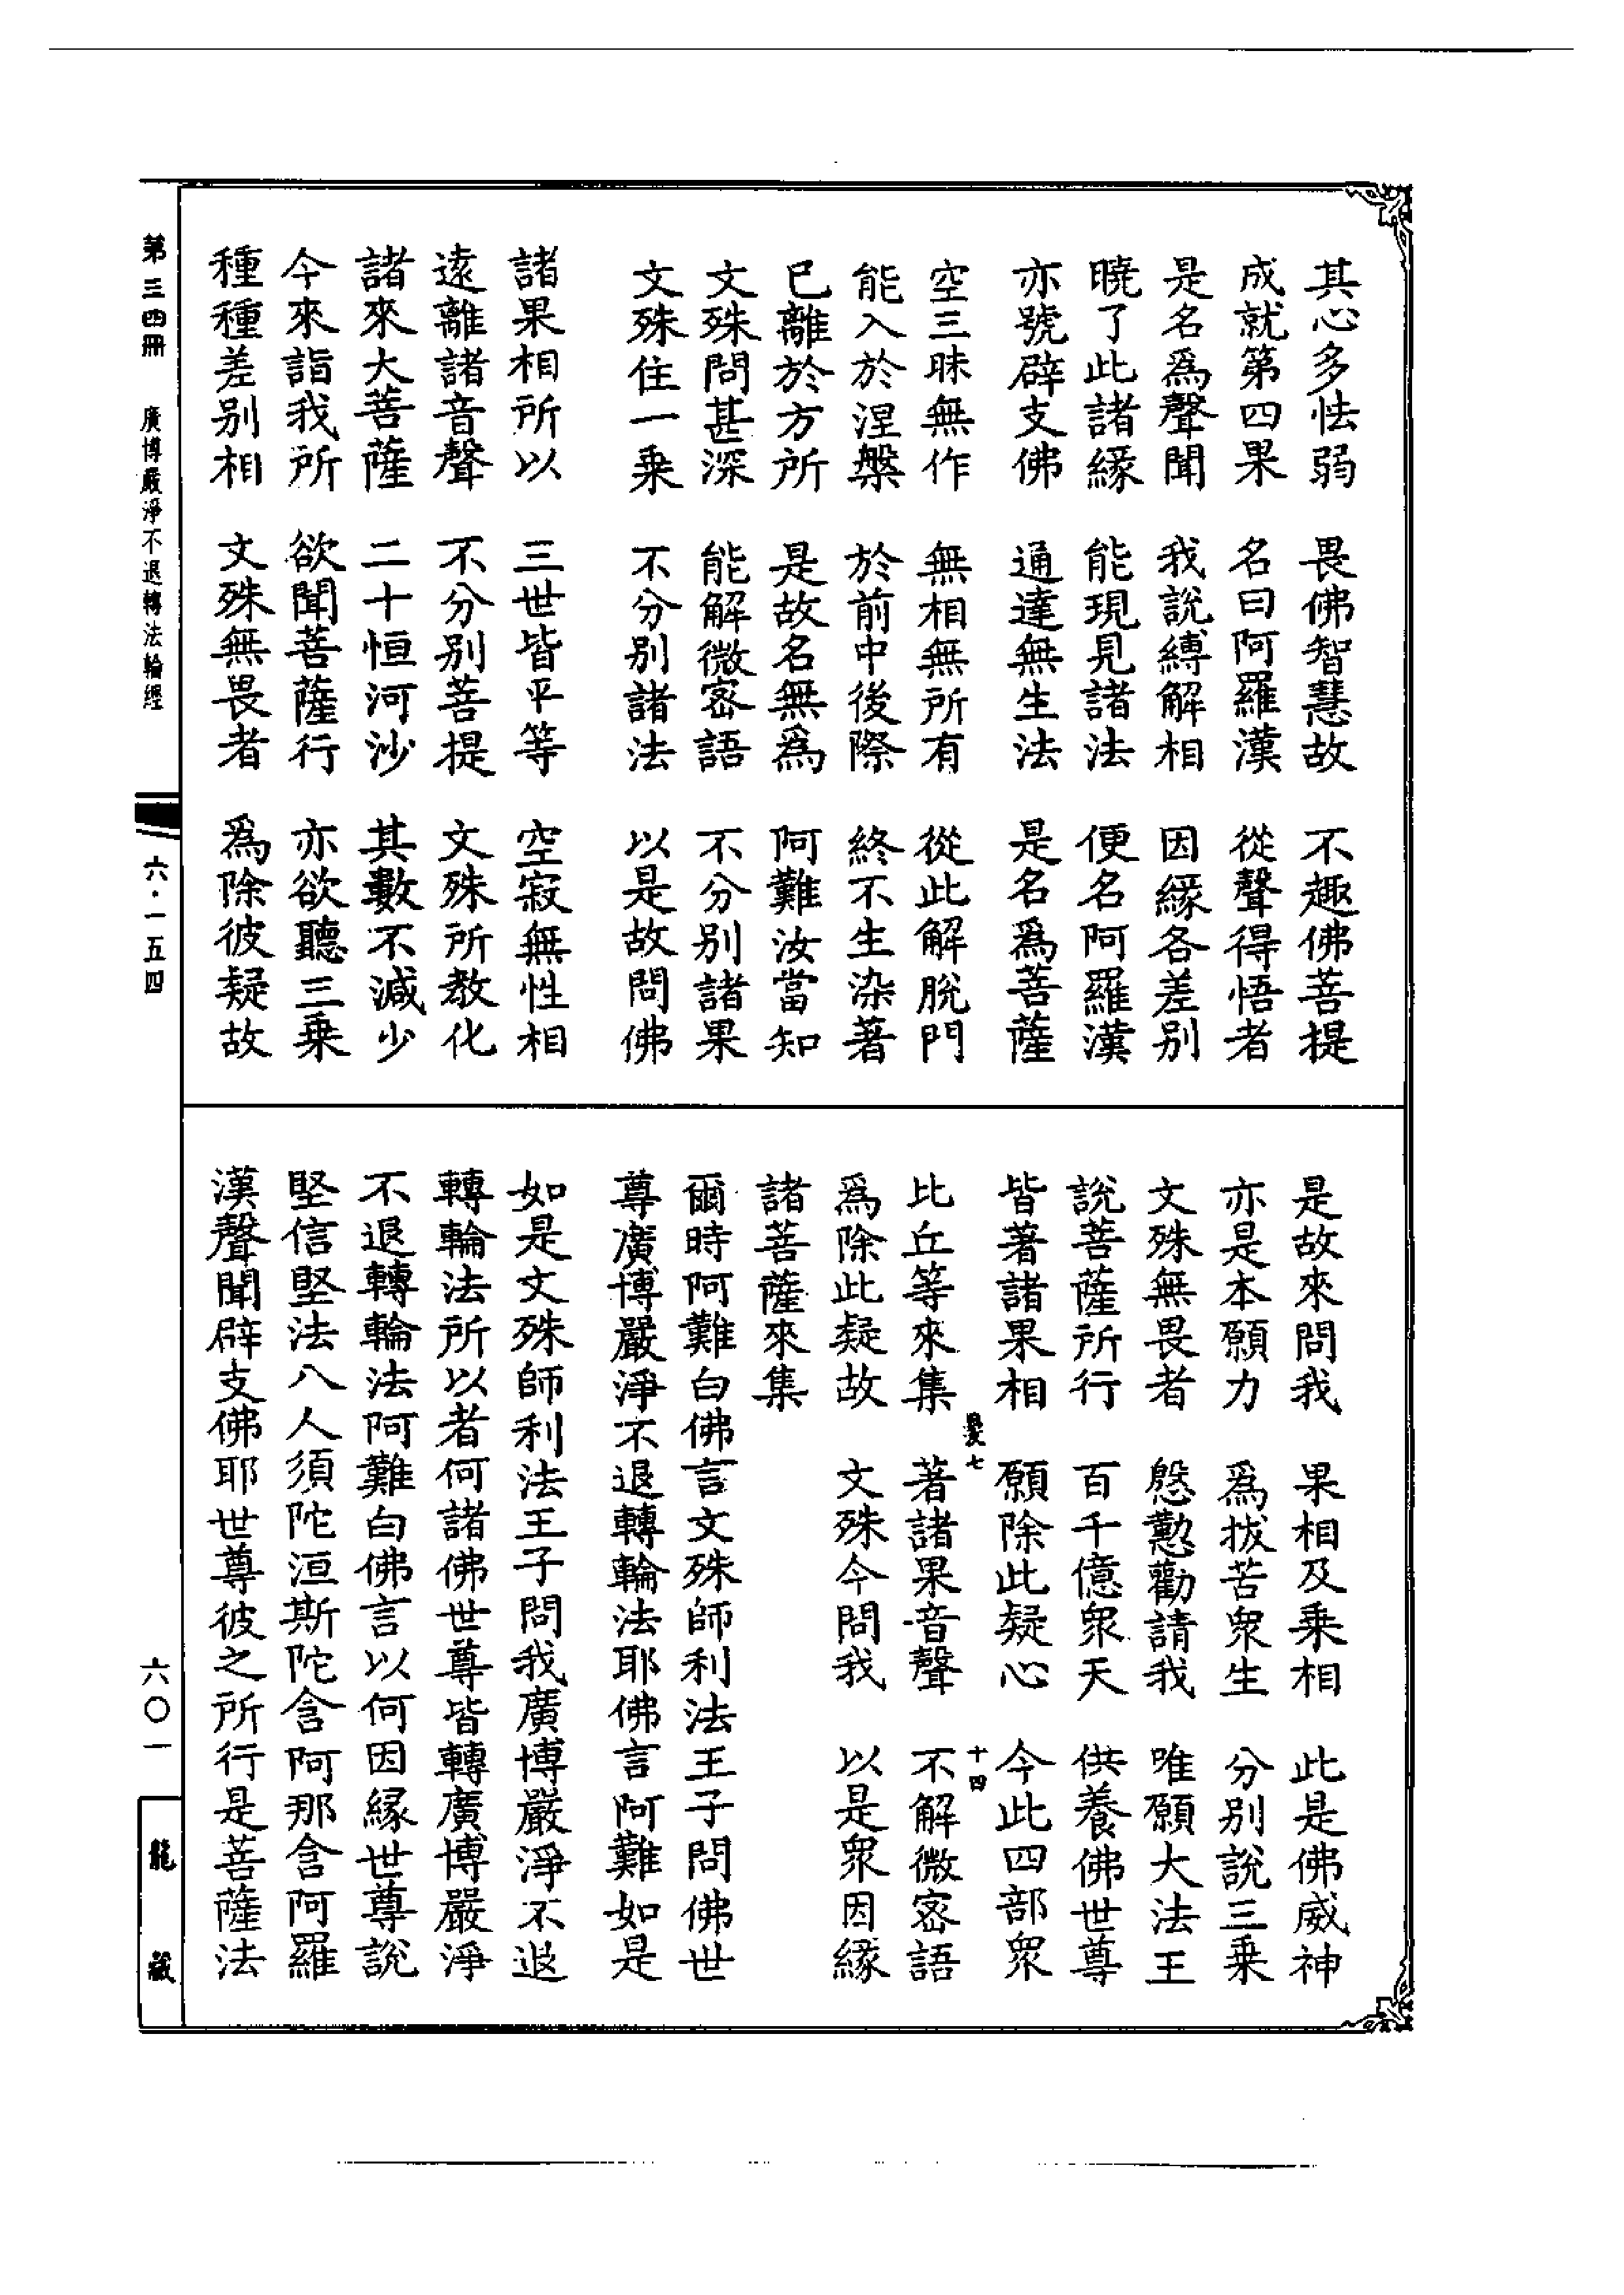 其心多怯弱　畏佛智慧故　不趣佛菩提
成就第四果　名曰阿羅漢　從聲得悟者
是名爲聲聞　我說縛解相　因緣各差別
曉了此諸緣　能現見諸法　便名阿羅漢
亦號辟支佛　通達無生法　是名爲菩薩
空三昧無作　無相無所有　從此解脫門
能入於涅槃　於前中後際　終不生染著
已離於方所　是故名無爲　阿難汝當知
文殊問甚深　能解微密語　不分別諸果
文殊住一乘　不分別諸法　以是故問佛
諸果相所以　三世皆平等　空寂無性相
遠離諸音聲　不分別菩提　文殊所教化
諸來大菩薩　二十恒河沙　其數不減少
今來詣我所　欲聞菩薩行　亦欲聽三乘
種種差別相　文殊無畏者　爲除彼疑故
是故來問我　果相及乘相　此是佛威神
亦是本願力　爲拔苦衆生　分別說三乘
文殊無畏者　慇懃勸請我　唯願大法王
說菩薩所行　百千億衆天　供養佛世尊
皆著諸果相　願除此疑心　今此四部衆
七　十四
比丘等來集　著諸果音聲　不解微密語
爲除此疑故　文殊今問我　以是衆因緣
諸菩薩來集
爾時阿難白佛言文殊師利法王子問佛世
尊廣博嚴淨不退轉輪法耶佛言阿難如是
如是文殊師利法王子問我廣博嚴淨不退
轉輪法所以者何諸佛世尊皆轉廣博嚴淨
不退轉輪法阿難白佛言以何因緣世尊說
堅信堅法八人須陀洹斯陀含阿那含阿羅
漢聲聞辟支佛耶世尊彼之所行是菩薩法
第三四冊　廣博嚴淨不退轉法輪經　六·一五四　六〇一　龍藏